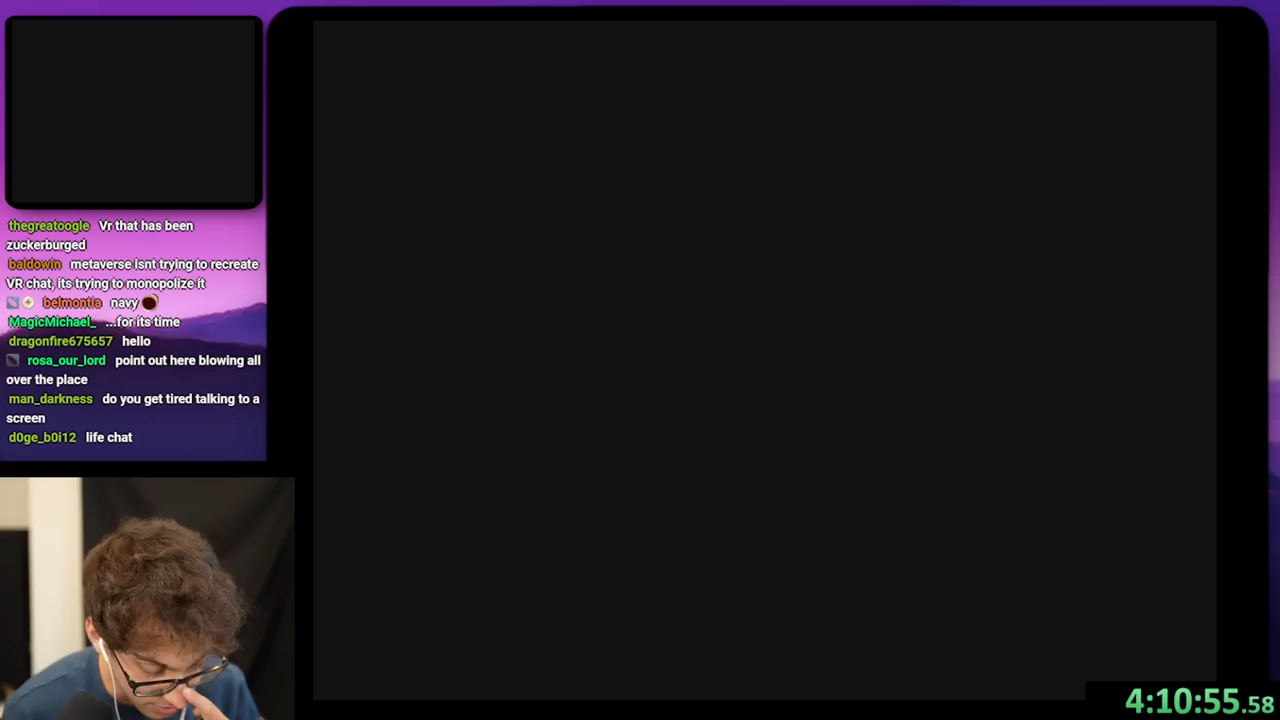 thegreatoogle Vr that has been
zuckerburged
baldowin metaverse isnt trying to recreate
VR chat, its trying to monopolize it
belmontia navy
MagicMichael_ ...for its time
dragonfire675657 hello
rosa_our_lord point out here blowing all
over the place
man_darkness do you get tired talking to a
screen
d0ge_b0i12 life chat
4:10:55.58